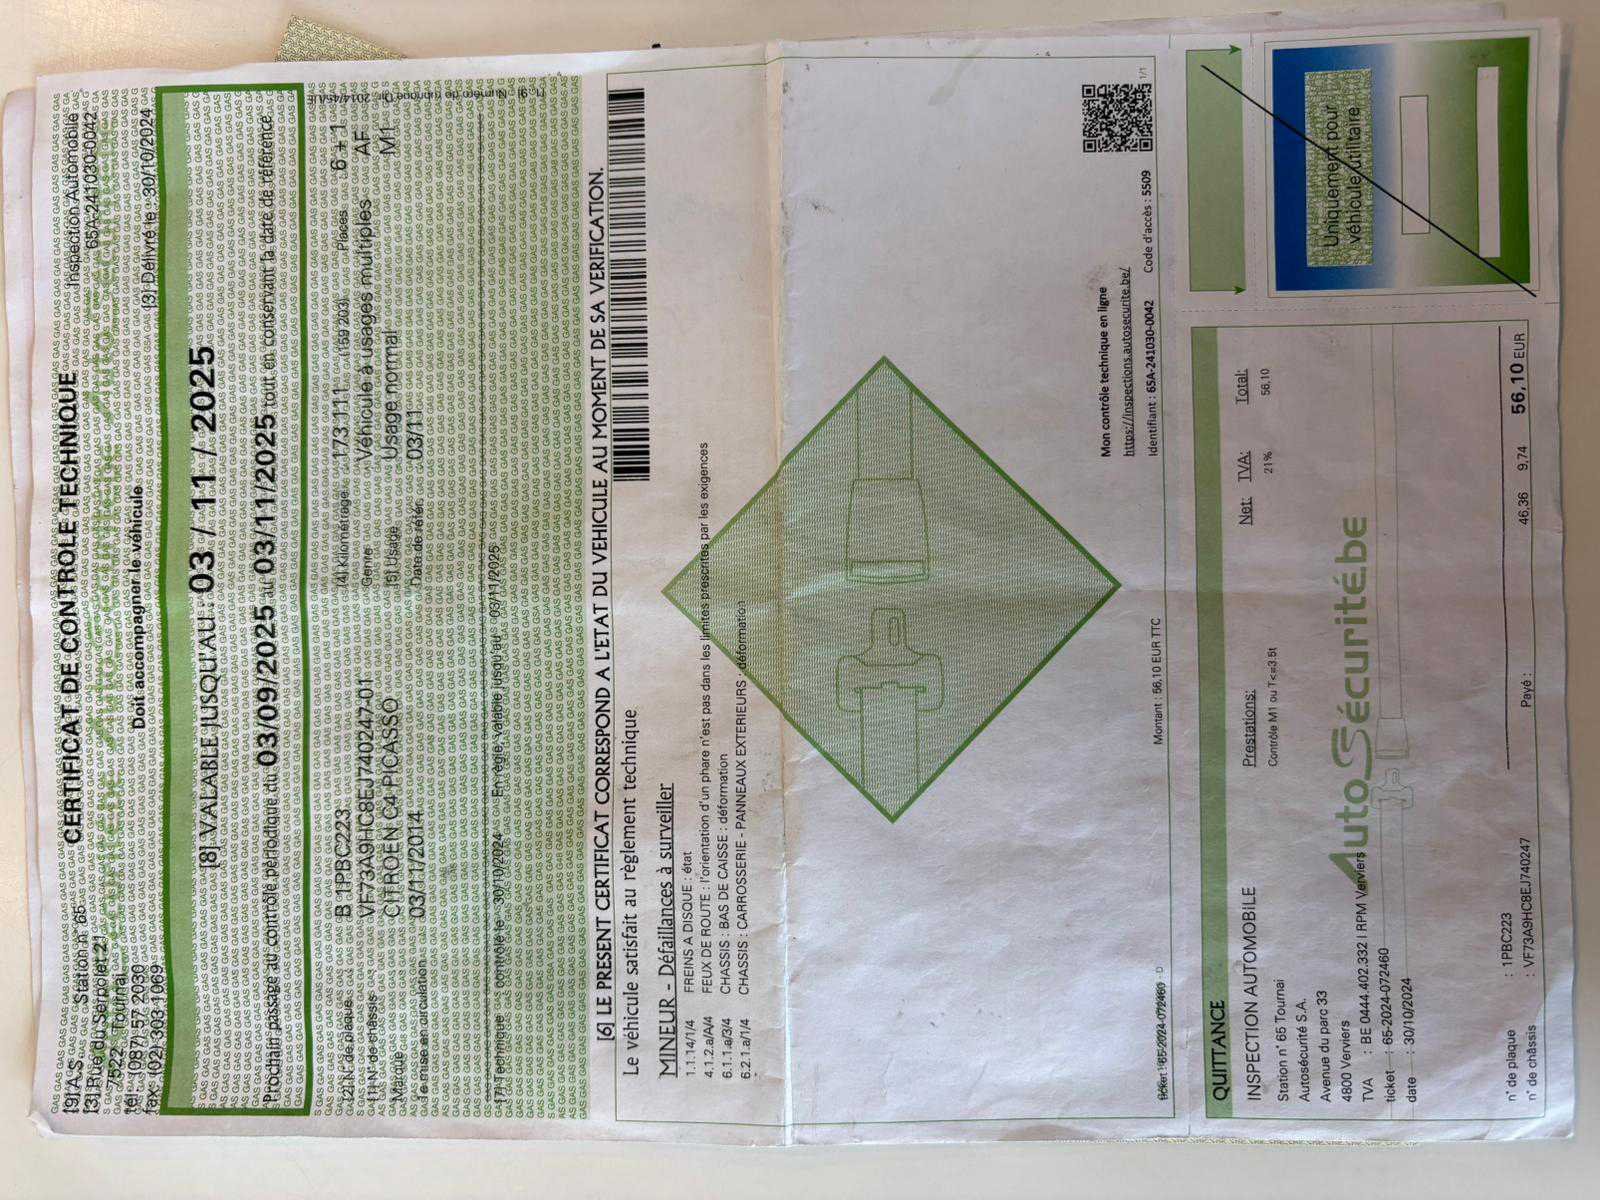 CERTIFICAT DE CONTROLE TECHNIQUE
[9] A.S Station n° 65 Inspection Automobile
[3] Rue du Serpolet 21 n° 65A-241030-0042
7522 Tournai
tel: (087) 57 2030 Doit accompagner le véhicule
fax: (02) 303 1069 [3] Délivré le : 30/10/2024
[8] VALABLE JUSQU'AU 03 / 11 / 2025
Prochain passage au contrôle périodique du 03/09/2025 au 03/11/2025 tout en conservant la date de référence
[2] N° de plaque B 1PBC223 [4] Kilométrage 173 111 (159 203) Places 6 + 1
[1] N° de châssis VF73A9HC8EJ740247-01 Genre Véhicule à usages multiples AF
Marque CITROEN C4 PICASSO [5] Usage Usage normal M1
1e mise en circulation 03/11/2014 Date de référ. 03/11
[7] Technique contrôlé le 30/10/2024 En règle, valable jusqu'au 03/11/2025
[6] LE PRESENT CERTIFICAT CORRESPOND A L'ETAT DU VEHICULE AU MOMENT DE SA VERIFICATION.
Le véhicule satisfait au règlement technique
MINEUR - Défaillances à surveiller
1.1.14/1/4 FREINS A DISQUE : état
4.1.2.a/A/4 FEUX DE ROUTE : l'orientation d'un phare n'est pas dans les limites prescrites par les exigences
6.1.1.a/3/4 CHASSIS : BAS DE CAISSE : déformation
6.2.1.a/1/4 CHASSIS : CARROSSERIE - PANNEAUX EXTERIEURS : déformation
Mon contrôle technique en ligne
https://inspections.autosecurite.be/
Identifiant : 65A-241030-0042 Code d'accès : 5509
1/1
ticket : 65-2024-072460 - D Montant : 56,10 EUR TTC
QUITTANCE
INSPECTION AUTOMOBILE
Station n° 65 Tournai
Autosécurité S.A.
Avenue du parc 33
4800 Verviers
TVA : BE 0444.402.332 | RPM Verviers
ticket : 65-2024-072460
date : 30/10/2024
Prestations: Net: TVA: Total:
Contrôle M1 ou T<=3.5t 21% 56,10
AutoSécurité.be
n° de plaque : 1PBC223
n° de châssis : VF73A9HC8EJ740247
Payé : 46,36 9,74 56,10 EUR
Uniquement pour
véhicule utilitaire